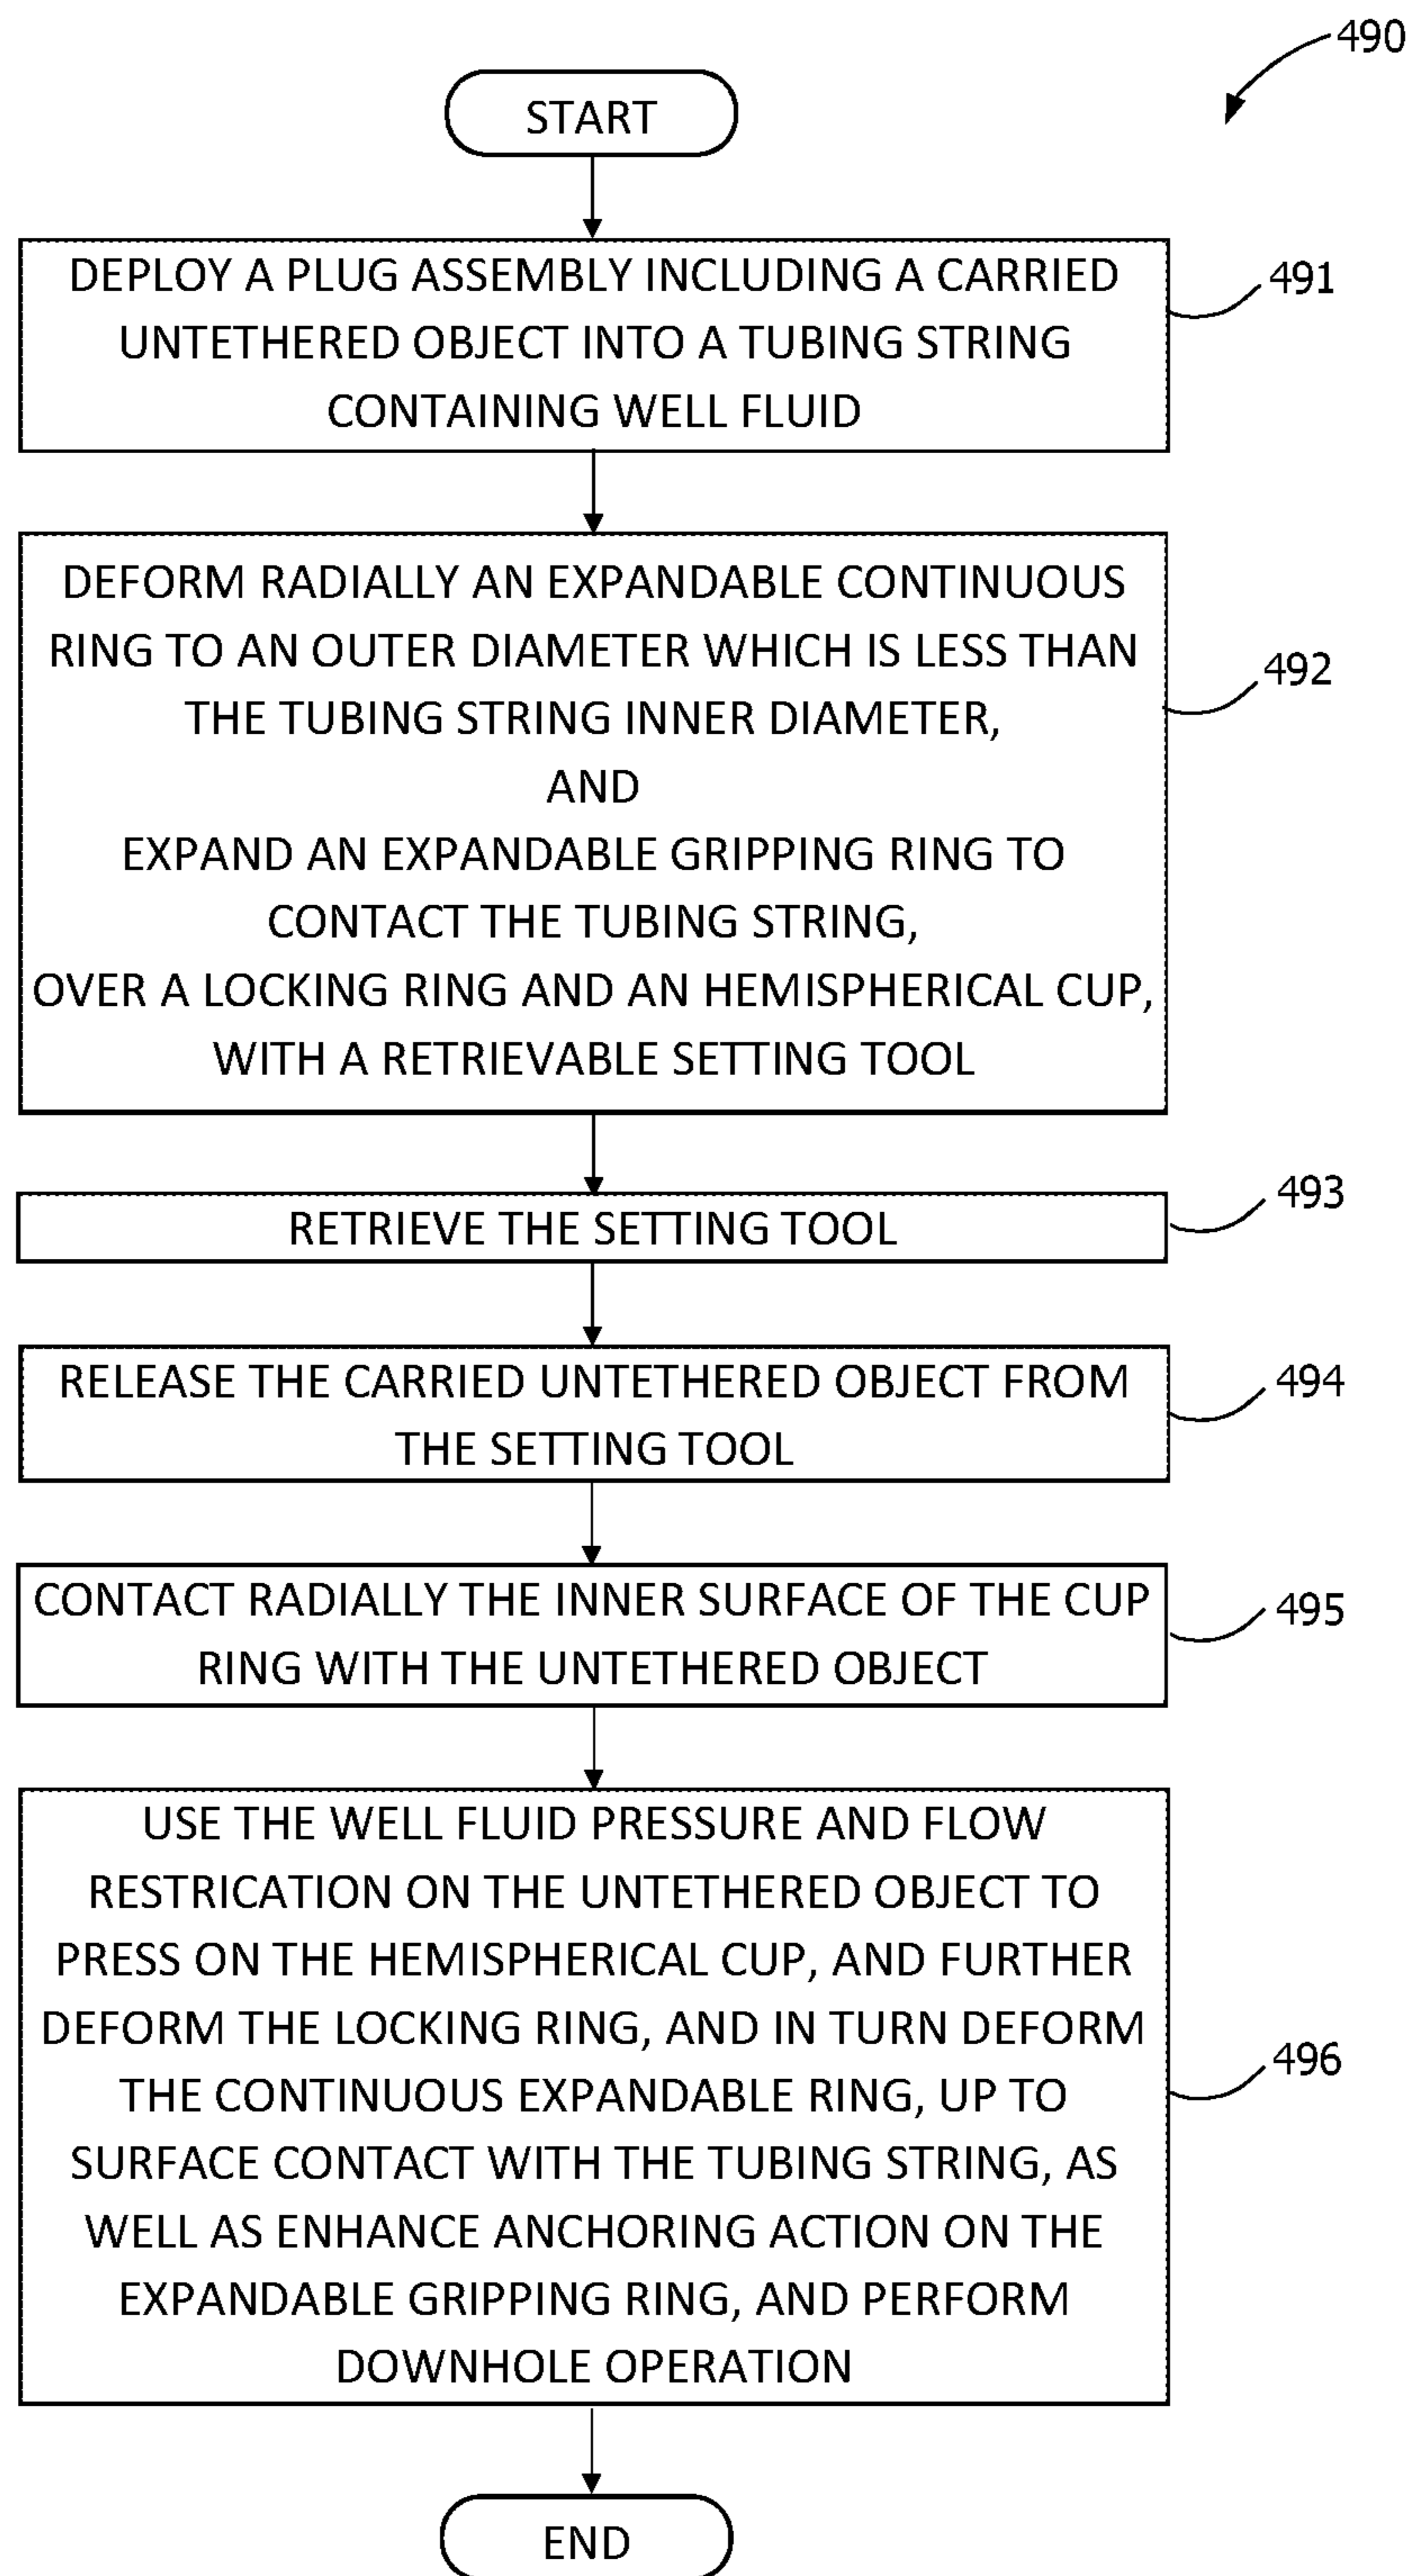 490
START
DEPLOY A PLUG ASSEMBLY INCLUDING A CARRIED
UNTETHERED OBJECT INTO A TUBING STRING
CONTAINING WELL FLUID
491
DEFORM RADIALLY AN EXPANDABLE CONTINUOUS
RING TO AN OUTER DIAMETER WHICH IS LESS THAN
THE TUBING STRING INNER DIAMETER,
AND
EXPAND AN EXPANDABLE GRIPPING RING TO
CONTACT THE TUBING STRING,
OVER A LOCKING RING AND AN HEMISPHERICAL CUP,
WITH A RETRIEVABLE SETTING TOOL
492
RETRIEVE THE SETTING TOOL
493
RELEASE THE CARRIED UNTETHERED OBJECT FROM
THE SETTING TOOL
494
CONTACT RADIALLY THE INNER SURFACE OF THE CUP
RING WITH THE UNTETHERED OBJECT
495
USE THE WELL FLUID PRESSURE AND FLOW
RESTRICATION ON THE UNTETHERED OBJECT TO
PRESS ON THE HEMISPHERICAL CUP, AND FURTHER
DEFORM THE LOCKING RING, AND IN TURN DEFORM
THE CONTINUOUS EXPANDABLE RING, UP TO
SURFACE CONTACT WITH THE TUBING STRING, AS
WELL AS ENHANCE ANCHORING ACTION ON THE
EXPANDABLE GRIPPING RING, AND PERFORM
DOWNHOLE OPERATION
496
END